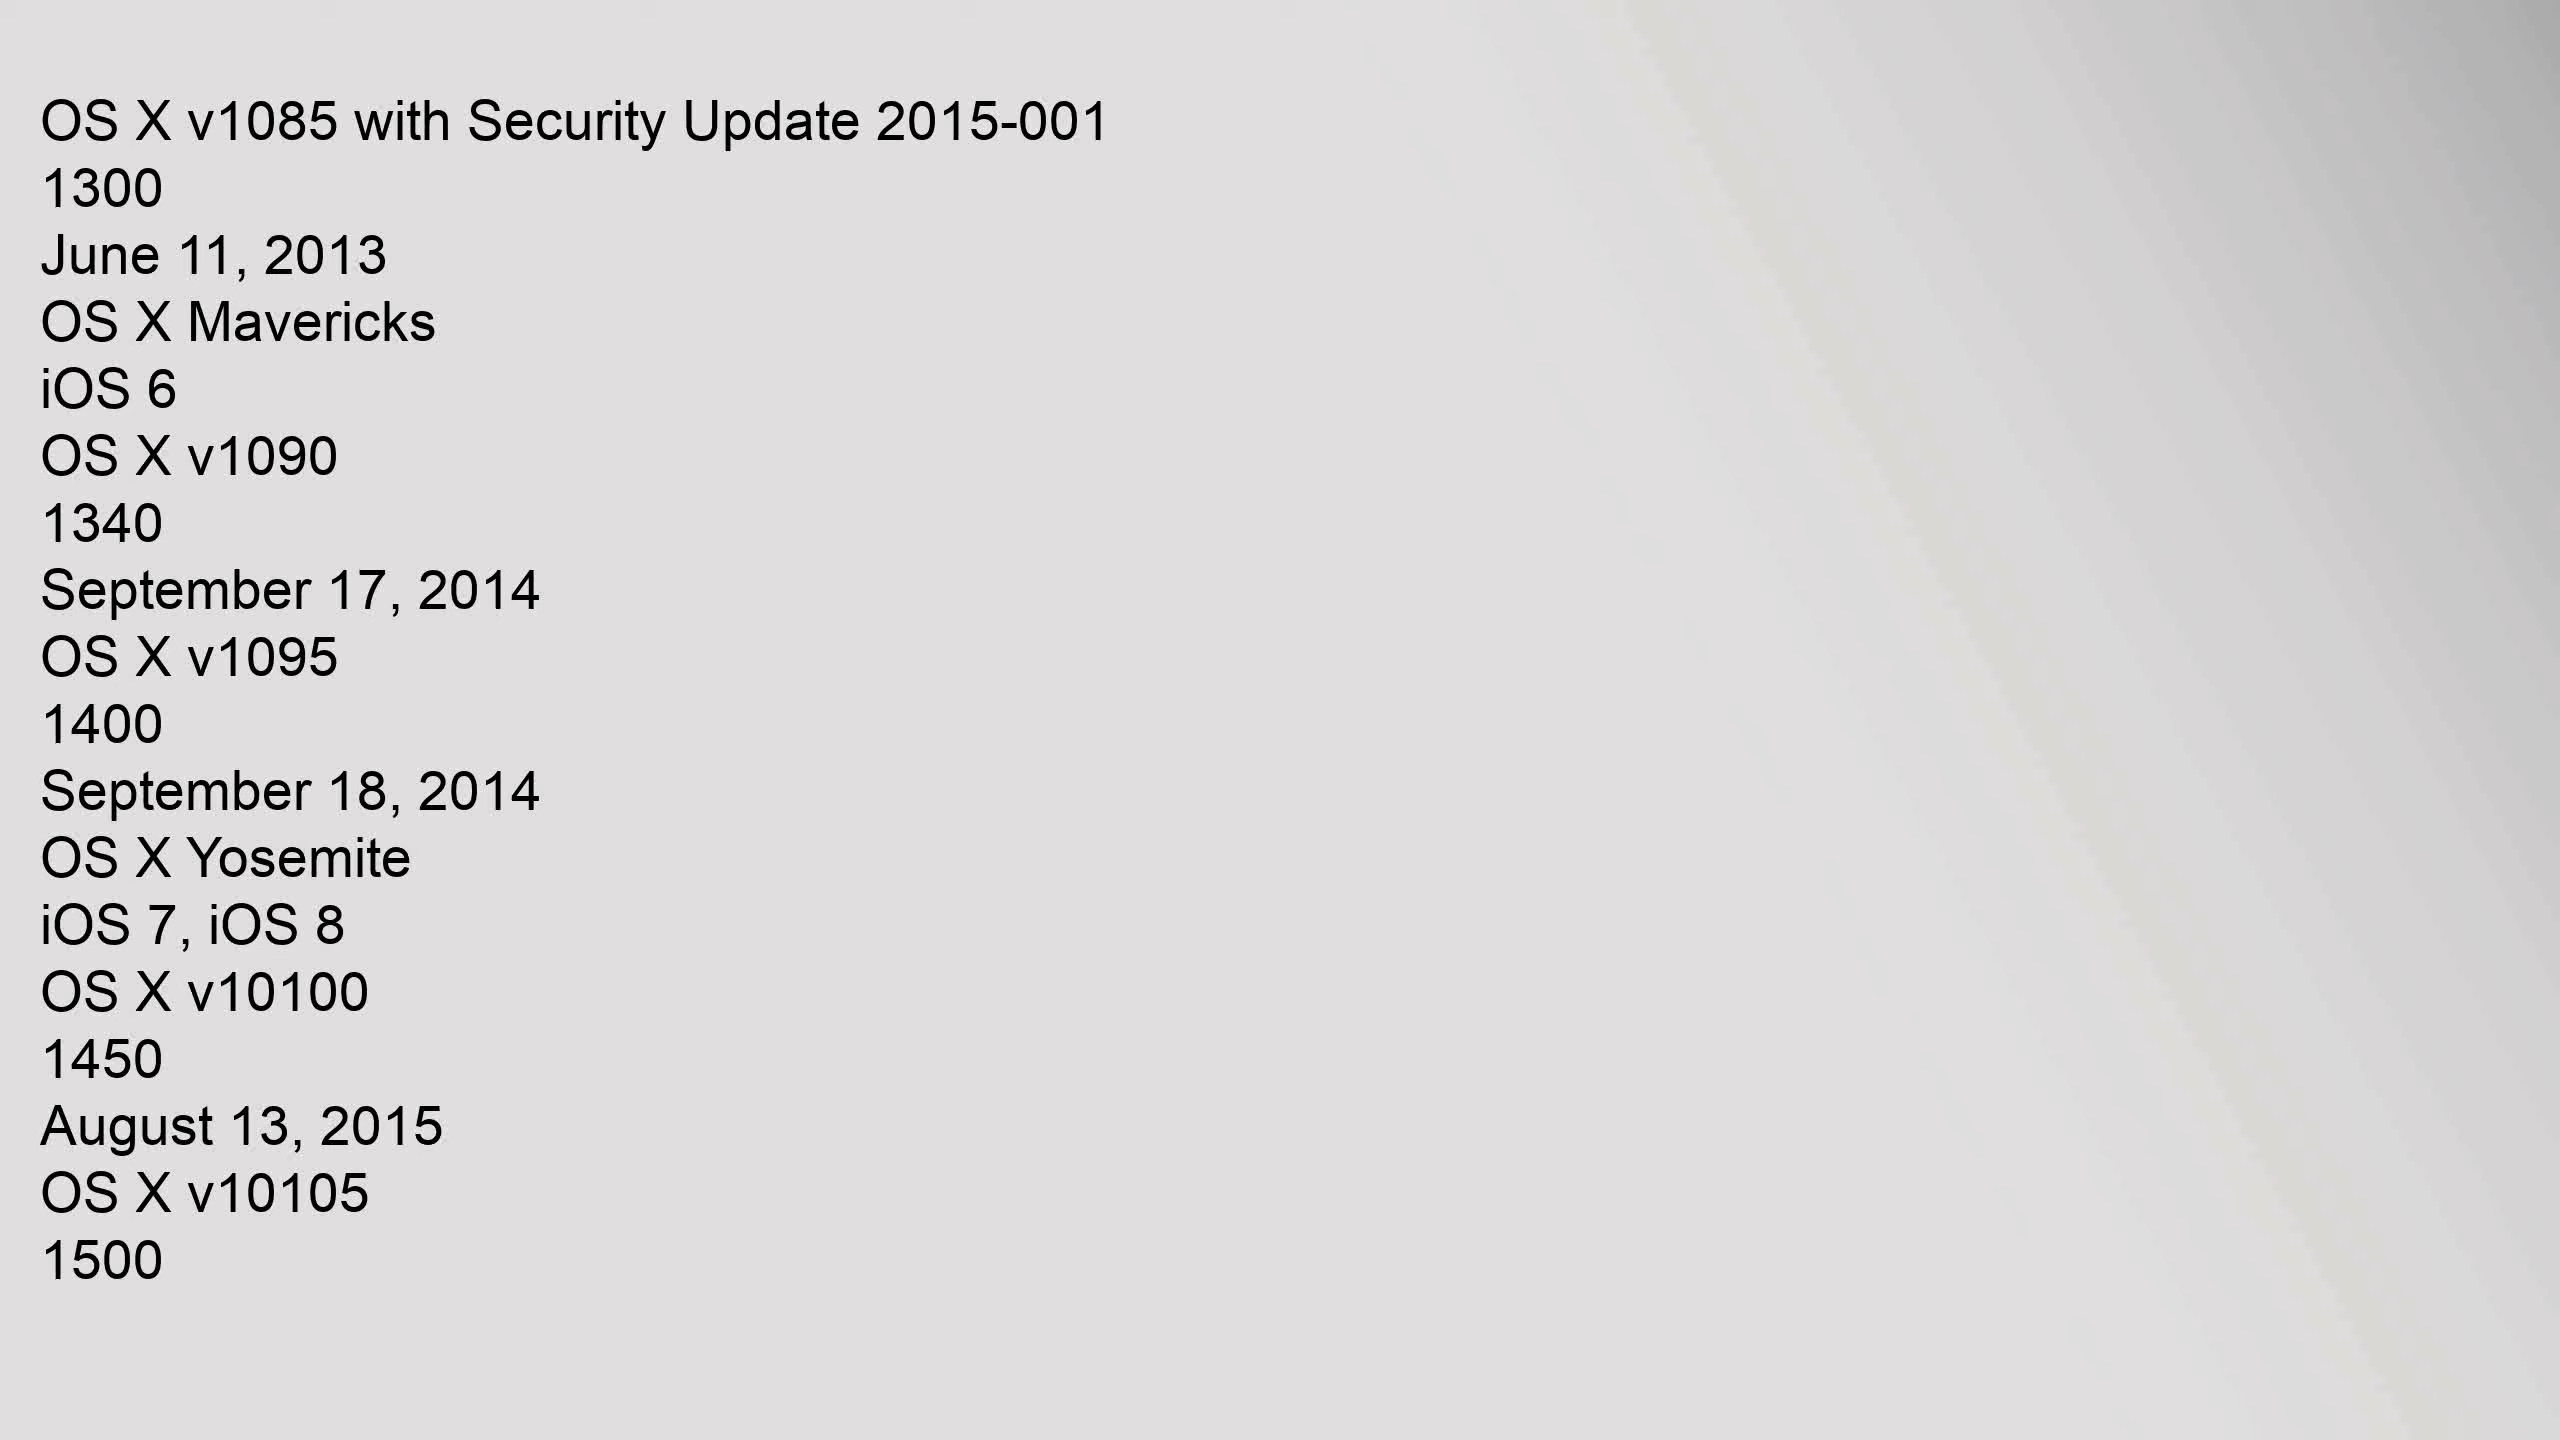 OS X v1085 with Security Update 2015-001
1300
June 11, 2013
OS X Mavericks
iOS 6
OS X v1090
1340
September 17, 2014
OS X v1095
1400
September 18, 2014
OS X Yosemite
iOS 7, iOS 8
OS X v10100
1450
August 13, 2015
OS X v10105
1500